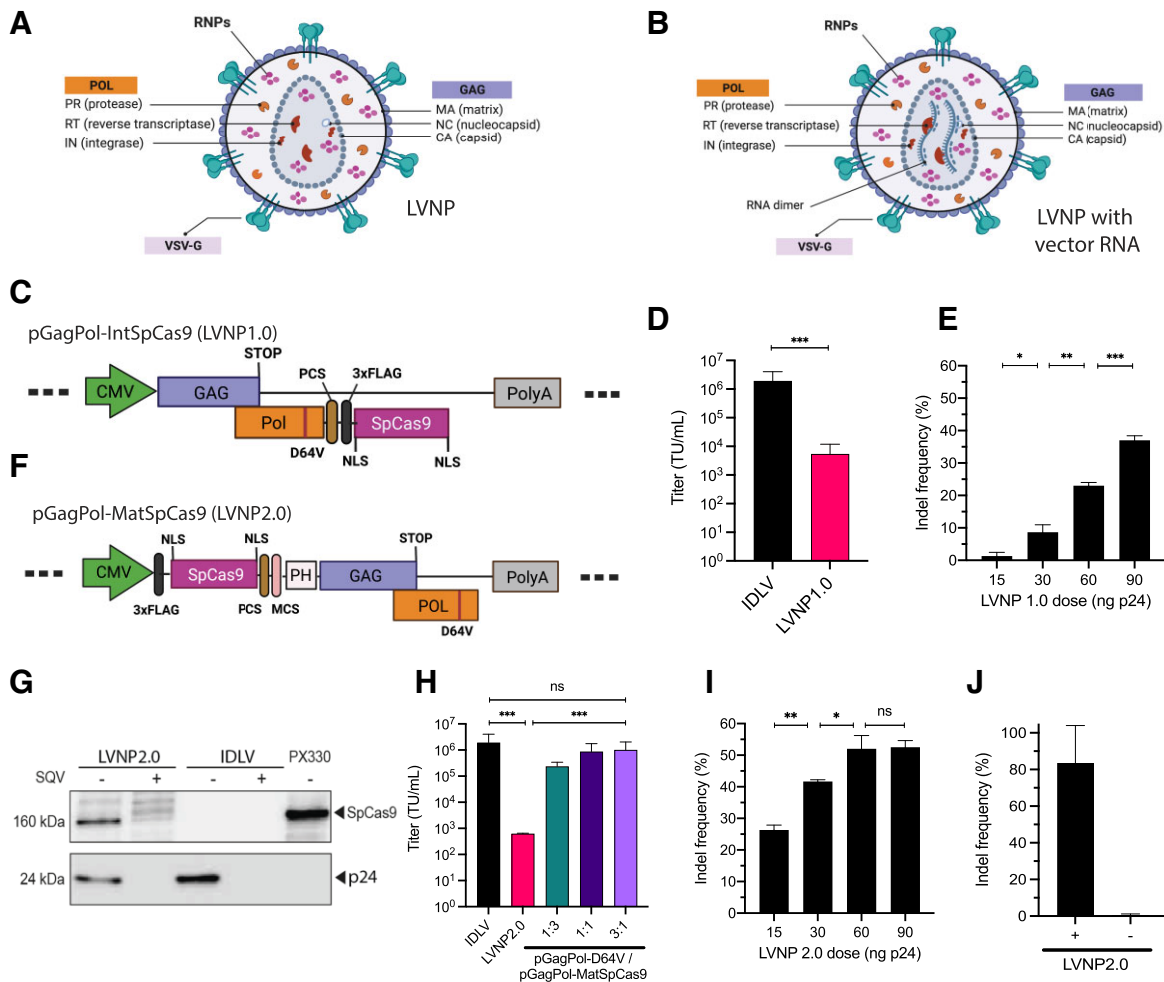 A
RNPs
POL
PR (protease)
RT (reverse transcriptase)
IN (integrase)
GAG
MA (matrix)
NC (nucleocapsid)
CA (capsid)
LVNP
VSV-G
B
RNPs
POL
PR (protease)
RT (reverse transcriptase)
IN (integrase)
RNA dimer
GAG
MA (matrix)
NC (nucleocapsid)
CA (capsid)
VSV-G
LVNP with
vector RNA
C
pGagPol-IntSpCas9 (LVNP1.0)
STOP
PCS
3xFLAG
CMV
GAG
PolyA
Pol
SpCas9
D64V
NLS
NLS
D
***
Titer (TU/mL)
10⁷
10⁶
10⁵
10⁴
10³
10²
10¹
10⁰
IDLV
LVNP1.0
E
*
**
***
Indel frequency (%)
60
50
40
30
20
10
0
15 30 60 90
LVNP 1.0 dose (ng p24)
F
pGagPol-MatSpCas9 (LVNP2.0)
NLS
NLS
STOP
CMV
SpCas9
PH
GAG
PolyA
3xFLAG
PCS
MCS
POL
D64V
G
LVNP2.0
IDLV
PX330
SQV
- + - + -
160 kDa
SpCas9
24 kDa
p24
H
ns
***
***
Titer (TU/mL)
10⁷
10⁶
10⁵
10⁴
10³
10²
10¹
10⁰
IDLV
LVNP2.0
1:3
1:1
3:1
pGagPol-D64V /
pGagPol-MatSpCas9
I
**
*
ns
Indel frequency (%)
60
50
40
30
20
10
0
15 30 60 90
LVNP 2.0 dose (ng p24)
J
Indel frequency (%)
100
80
60
40
20
0
+ -
LVNP2.0